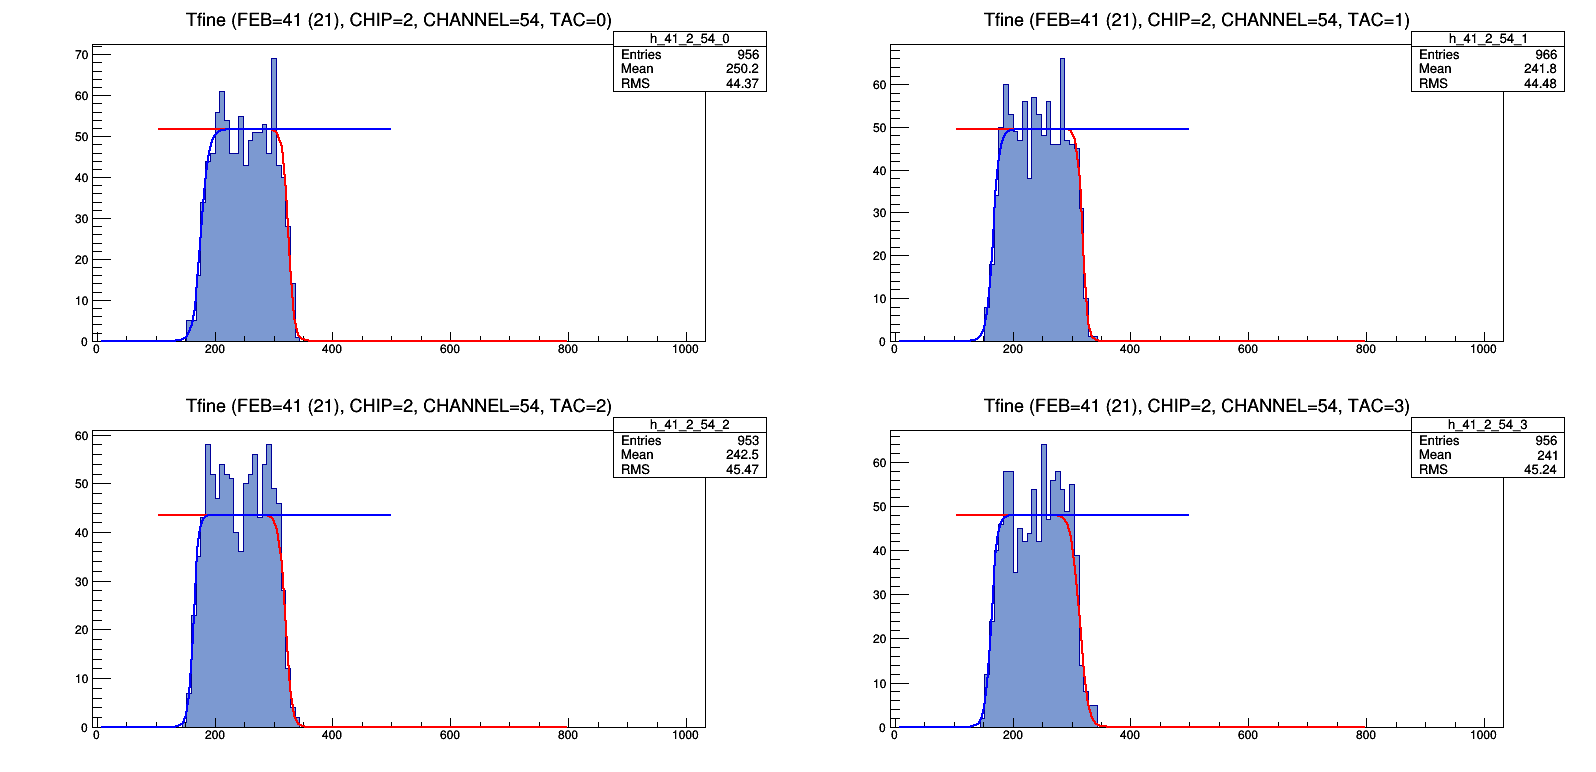 Tfine (FEB=41 (21), CHIP=2, CHANNEL=54, TAC=0)
h_41_2_54_0
Entries 956
Mean 250.2
RMS 44.37
70
60
50
40
30
20
10
0
0 200 400 600 800 1000
Tfine (FEB=41 (21), CHIP=2, CHANNEL=54, TAC=1)
h_41_2_54_1
Entries 966
Mean 241.8
RMS 44.48
60
50
40
30
20
10
0
0 200 400 600 800 1000
Tfine (FEB=41 (21), CHIP=2, CHANNEL=54, TAC=2)
h_41_2_54_2
Entries 953
Mean 242.5
RMS 45.47
60
50
40
30
20
10
0
0 200 400 600 800 1000
Tfine (FEB=41 (21), CHIP=2, CHANNEL=54, TAC=3)
h_41_2_54_3
Entries 956
Mean 241
RMS 45.24
60
50
40
30
20
10
0
0 200 400 600 800 1000